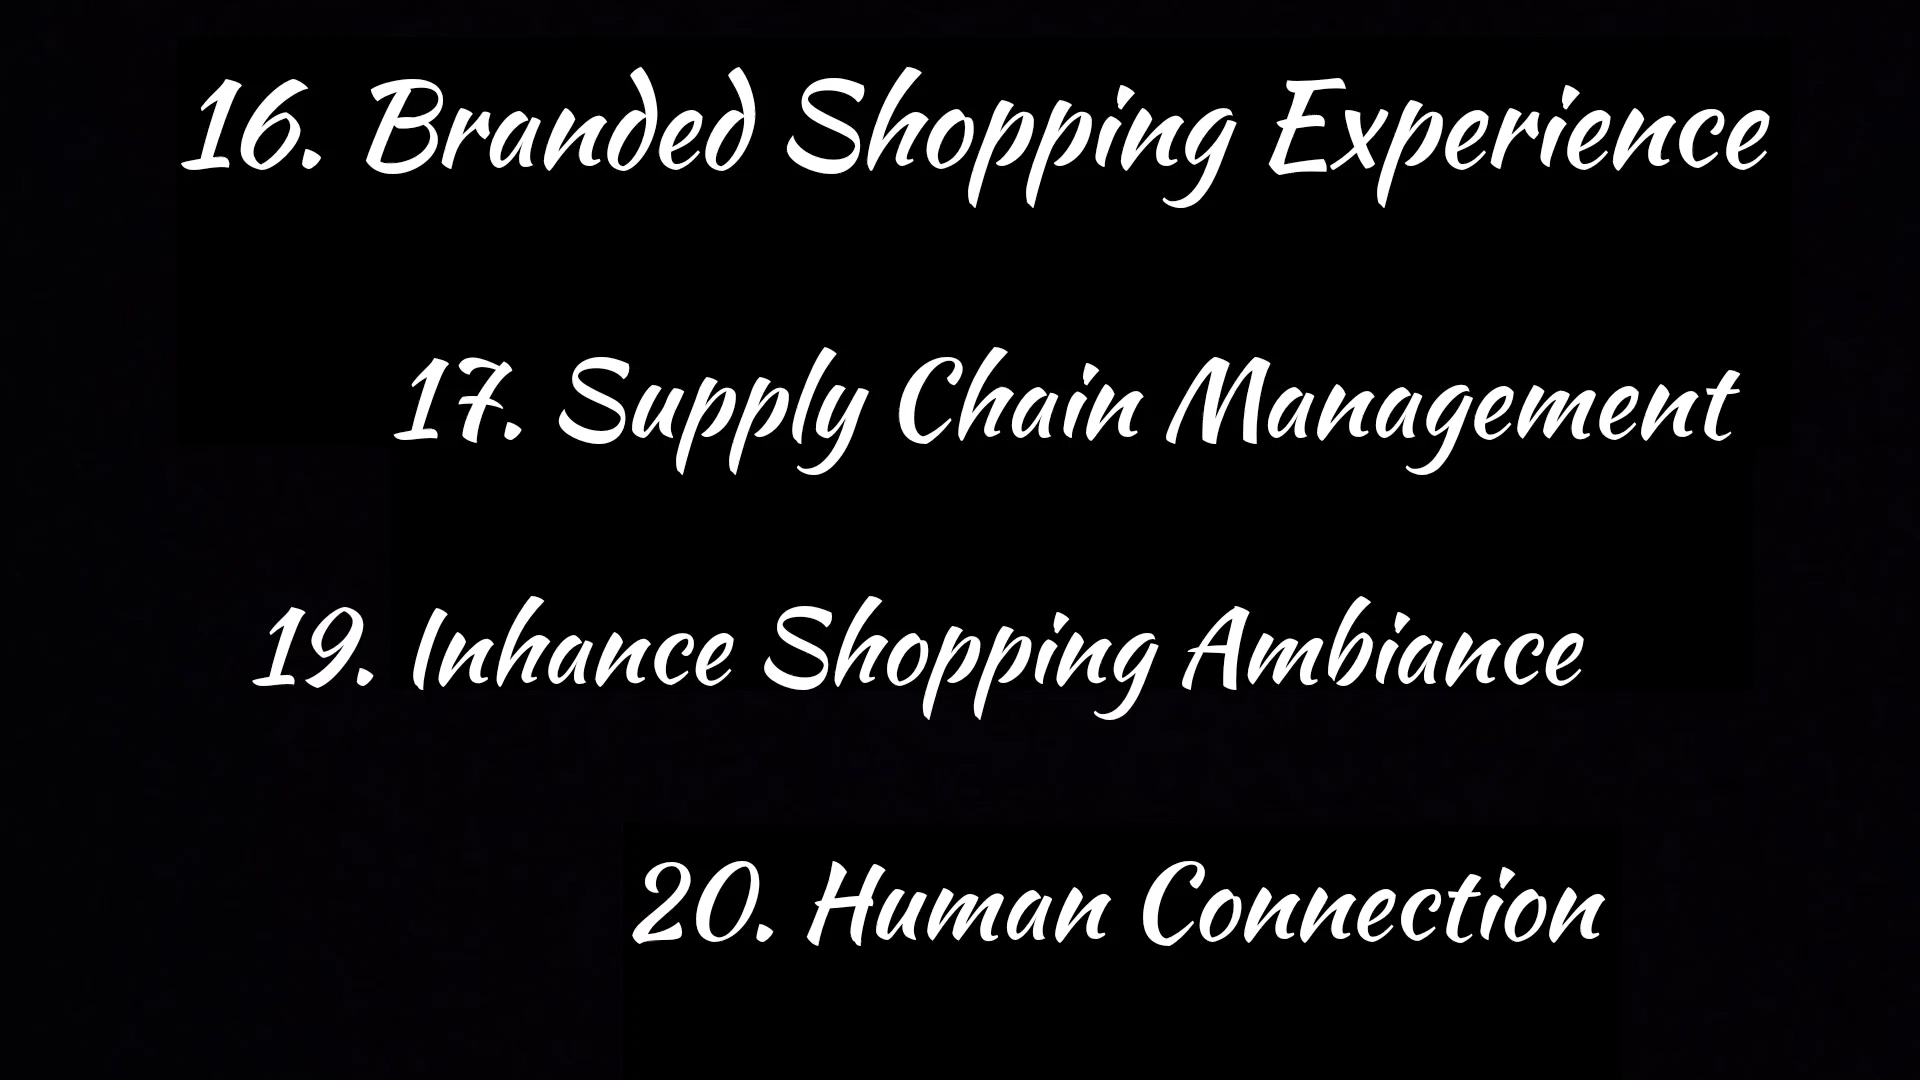 16. Branded Shopping Experience
17. Supply Chain Management
19. Inhance Shopping Ambiance
20. Human Connection